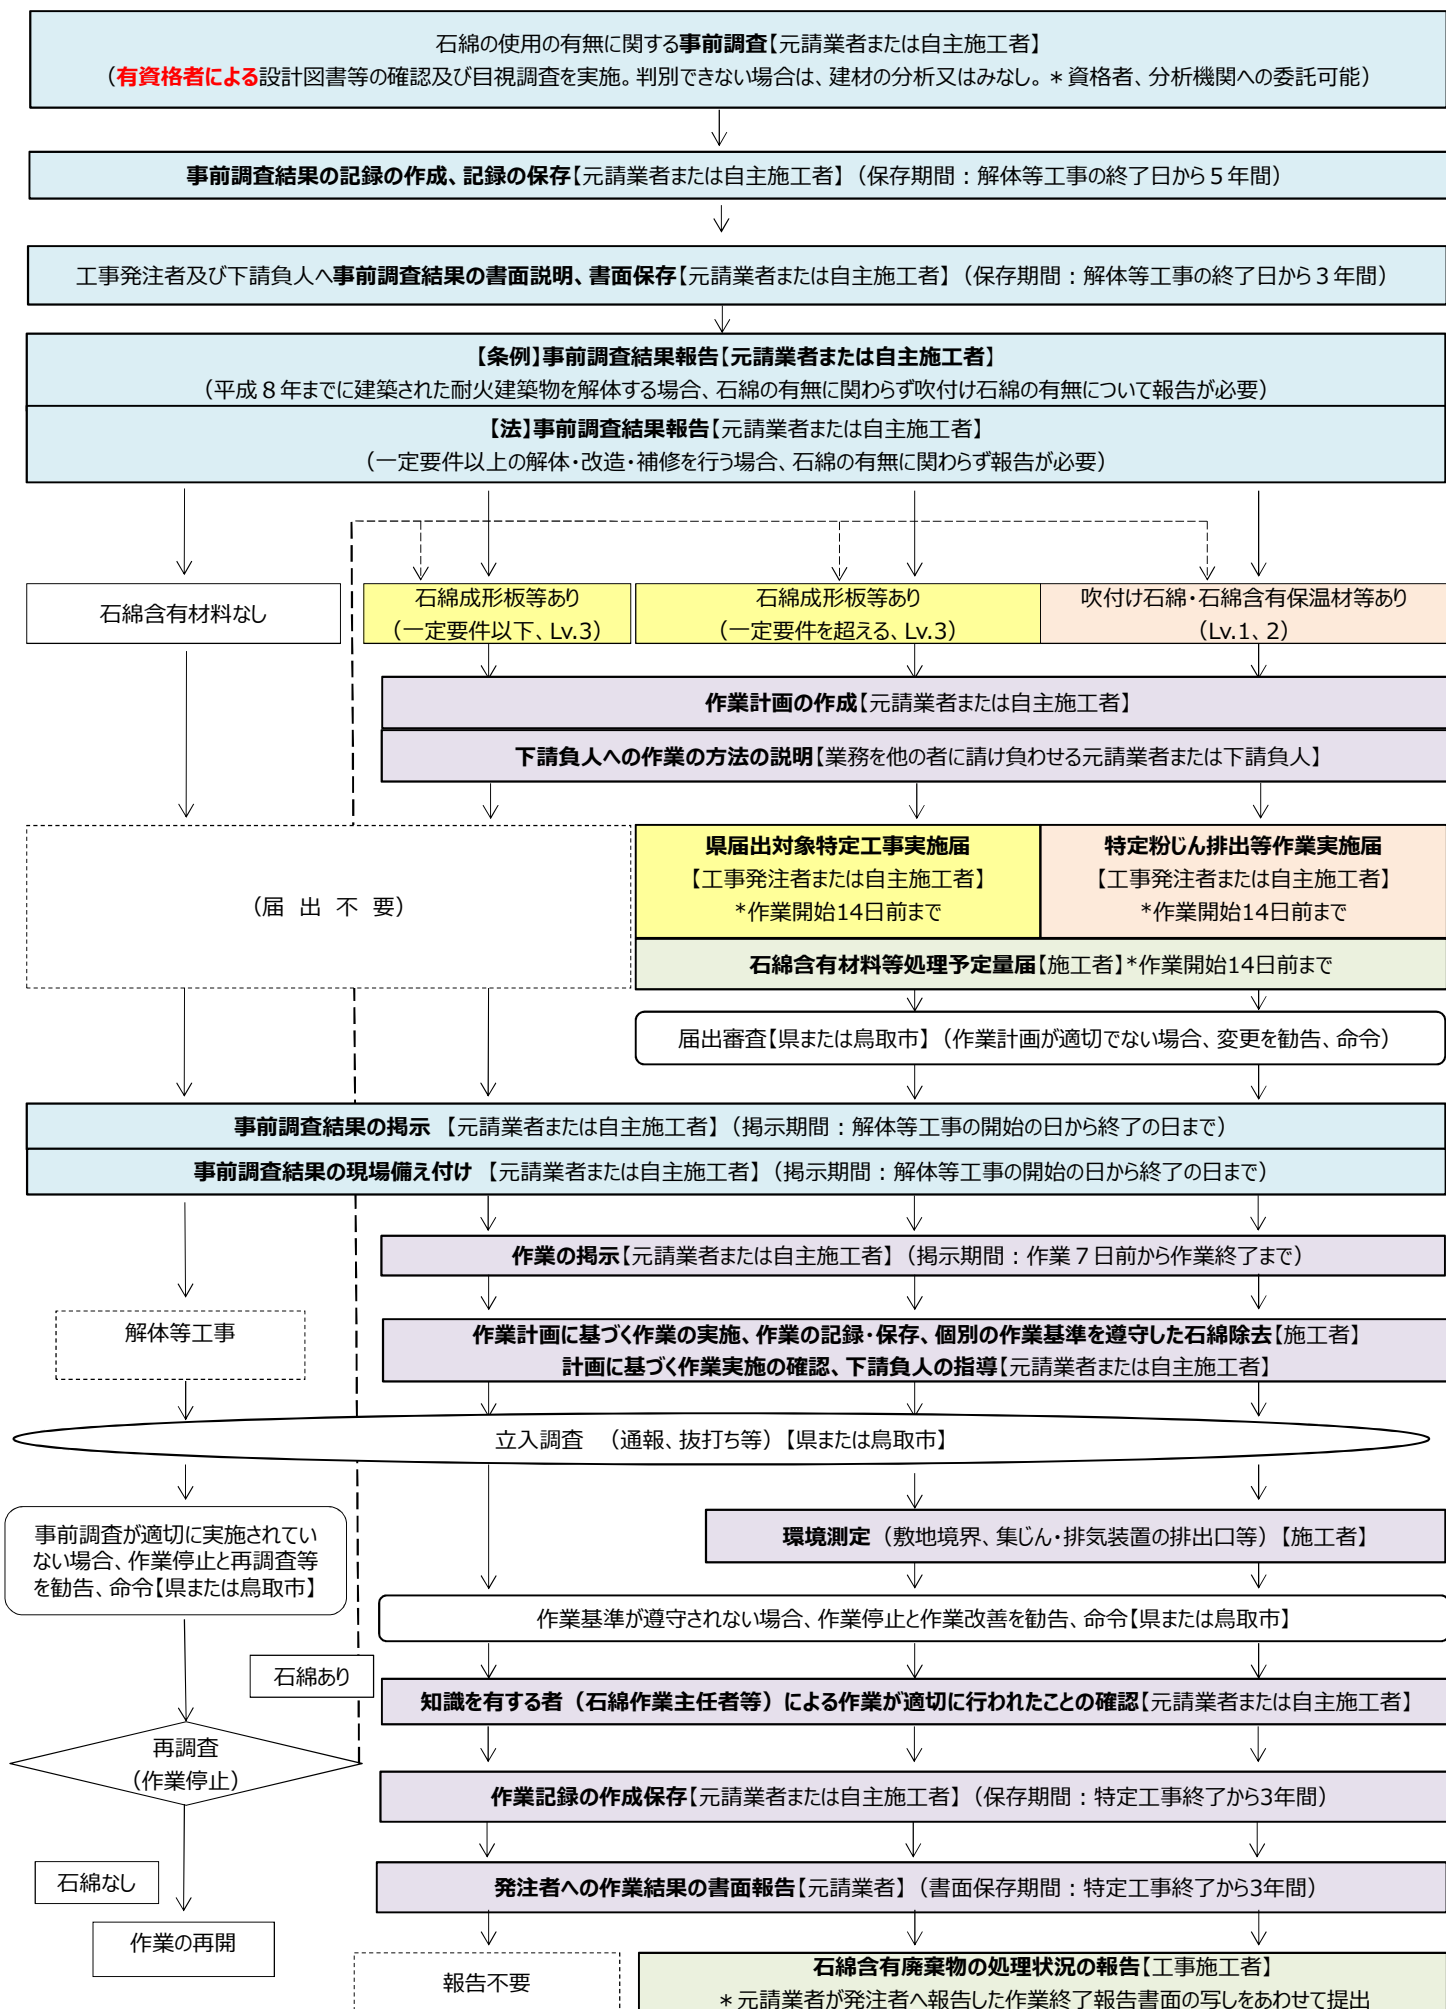 石綿の使用の有無に関する事前調査【元請業者または自主施工者】
（有資格者による設計図書等の確認及び目視調査を実施。判別できない場合は、建材の分析又はみなし。＊資格者、分析機関への委託可能）
事前調査結果の記録の作成、記録の保存【元請業者または自主施工者】（保存期間：解体等工事の終了日から５年間）
工事発注者及び下請負人へ事前調査結果の書面説明、書面保存【元請業者または自主施工者】（保存期間：解体等工事の終了日から３年間）
【条例】事前調査結果報告【元請業者または自主施工者】
（平成８年までに建築された耐火建築物を解体する場合、石綿の有無に関わらず吹付け石綿の有無について報告が必要）
【法】事前調査結果報告【元請業者または自主施工者】
（一定要件以上の解体・改造・補修を行う場合、石綿の有無に関わらず報告が必要）
石綿含有材料なし
石綿成形板等あり
（一定要件以下、Lv.3）
石綿成形板等あり
（一定要件を超える、Lv.3）
吹付け石綿・石綿含有保温材等あり
（Lv.1、2）
作業計画の作成【元請業者または自主施工者】
下請負人への作業の方法の説明【業務を他の者に請け負わせる元請業者または下請負人】
（届 出 不 要）
県届出対象特定工事実施届
【工事発注者または自主施工者】
*作業開始14日前まで
特定粉じん排出等作業実施届
【工事発注者または自主施工者】
*作業開始14日前まで
石綿含有材料等処理予定量届【施工者】*作業開始14日前まで
届出審査【県または鳥取市】（作業計画が適切でない場合、変更を勧告、命令）
事前調査結果の掲示 【元請業者または自主施工者】（掲示期間：解体等工事の開始の日から終了の日まで）
事前調査結果の現場備え付け 【元請業者または自主施工者】（掲示期間：解体等工事の開始の日から終了の日まで）
作業の掲示【元請業者または自主施工者】（掲示期間：作業７日前から作業終了まで）
解体等工事
作業計画に基づく作業の実施、作業の記録・保存、個別の作業基準を遵守した石綿除去【施工者】
計画に基づく作業実施の確認、下請負人の指導【元請業者または自主施工者】
立入調査 （通報、抜打ち等）【県または鳥取市】
事前調査が適切に実施されてい
ない場合、作業停止と再調査等
を勧告、命令【県または鳥取市】
環境測定（敷地境界、集じん・排気装置の排出口等）【施工者】
作業基準が遵守されない場合、作業停止と作業改善を勧告、命令【県または鳥取市】
石綿あり
知識を有する者（石綿作業主任者等）による作業が適切に行われたことの確認【元請業者または自主施工者】
再調査
（作業停止）
作業記録の作成保存【元請業者または自主施工者】（保存期間：特定工事終了から3年間）
石綿なし
発注者への作業結果の書面報告【元請業者】（書面保存期間：特定工事終了から3年間）
作業の再開
報告不要
石綿含有廃棄物の処理状況の報告【工事施工者】
＊元請業者が発注者へ報告した作業終了報告書面の写しをあわせて提出